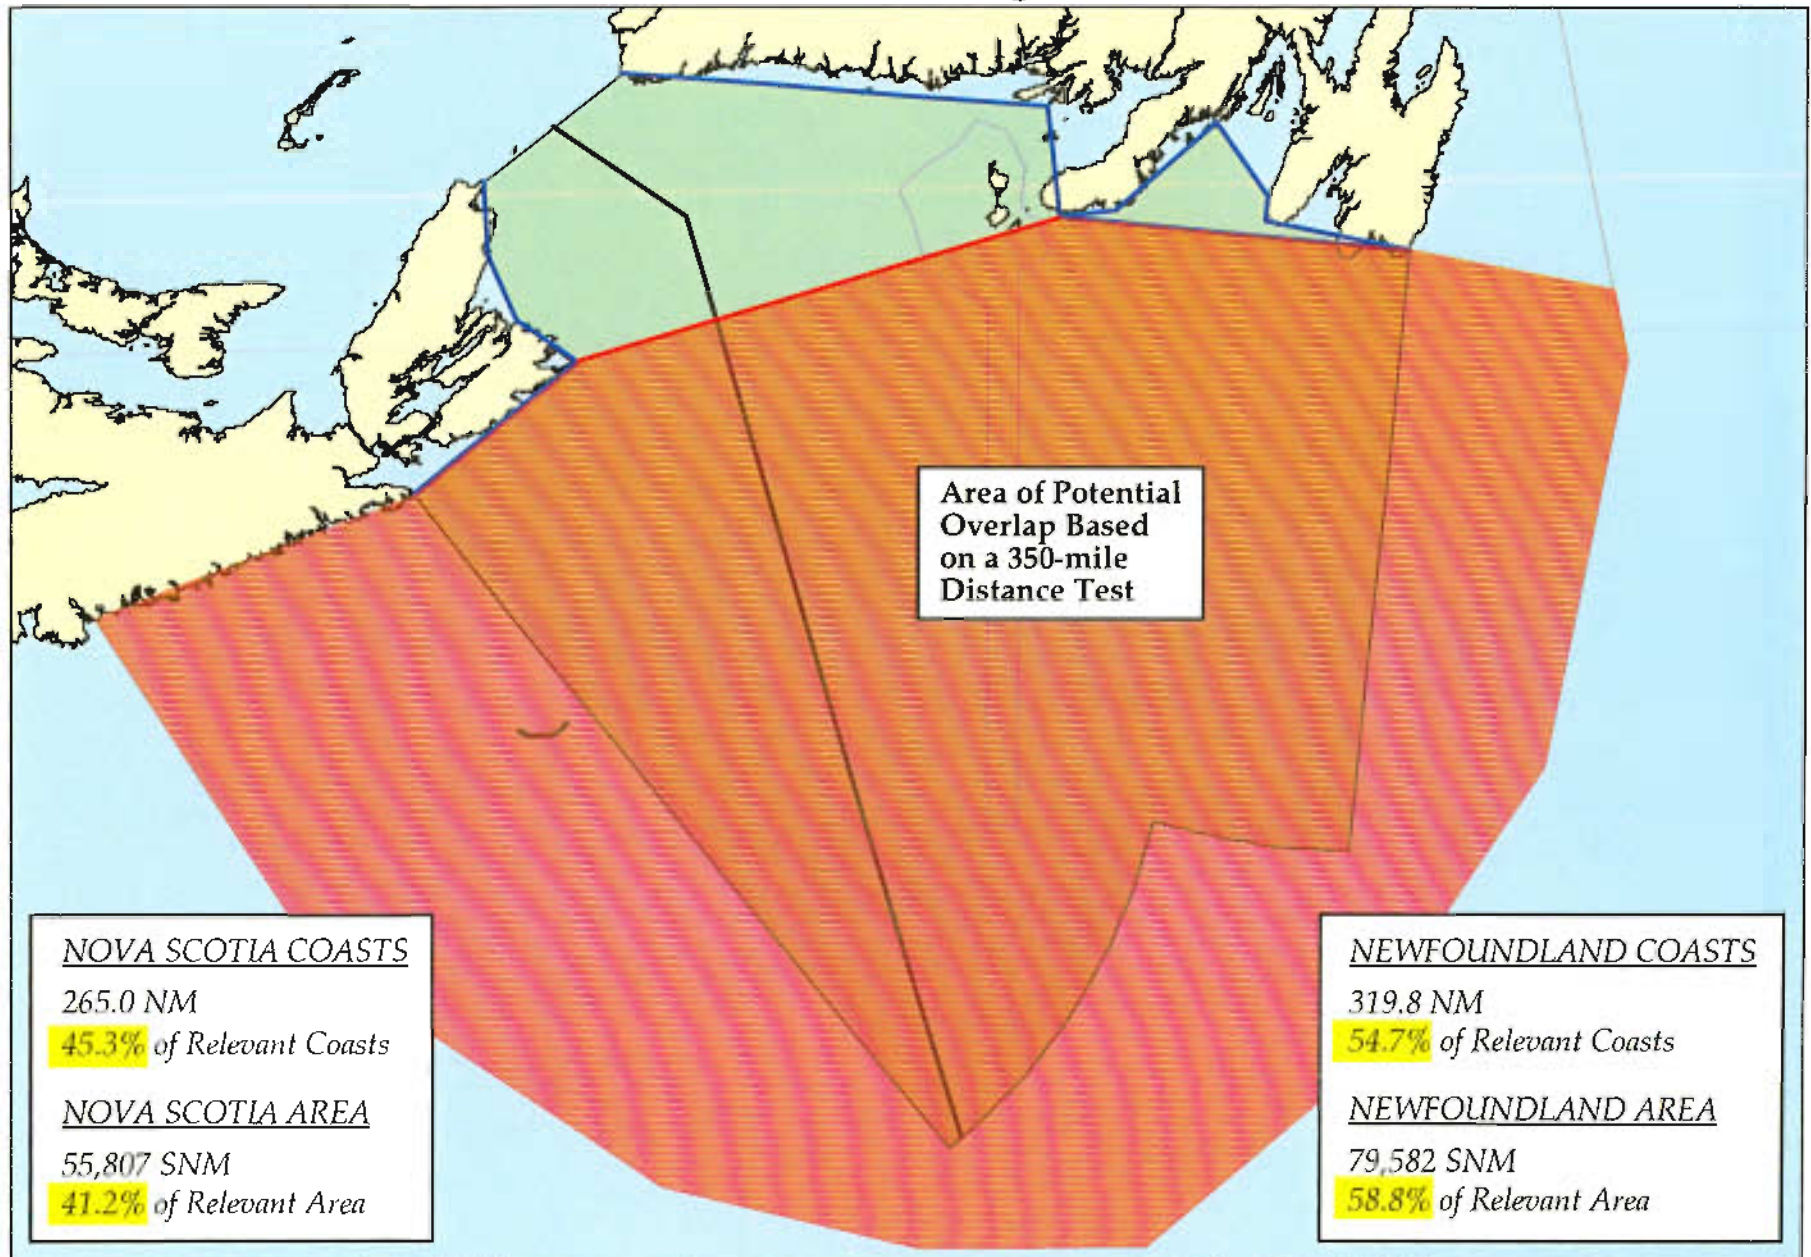 Area of Potential
Overlap Based
on a 350-mile
Distance Test
NOVA SCOTIA COASTS
265.0 NM
45.3% of Relevant Coasts
NOVA SCOTIA AREA
55,807 SNM
41.2% of Relevant Area
NEWFOUNDLAND COASTS
319.8 NM
54.7% of Relevant Coasts
NEWFOUNDLAND AREA
79,582 SNM
58.8% of Relevant Area